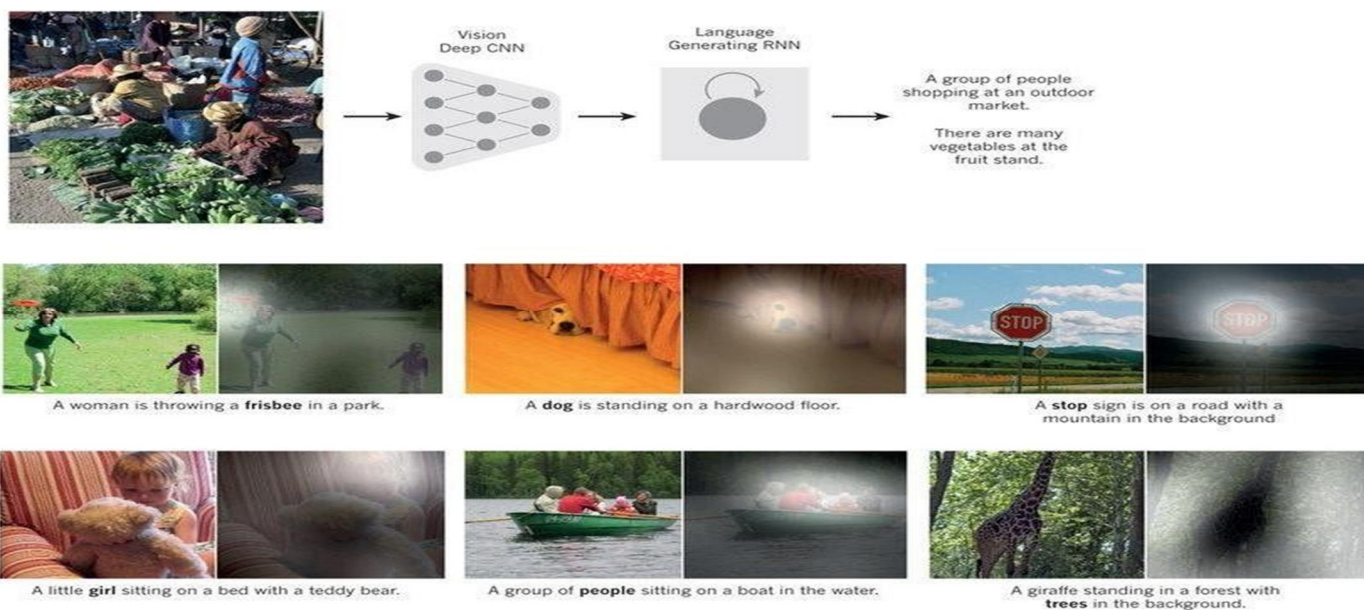 Vision
Deep CNN
Language
Generating RNN
A group of people
shopping at an outdoor
market.
There are many
vegetables at the
fruit stand.
STOP
STOP
A woman is throwing a frisbee in a park.
A dog is standing on a hardwood floor.
A stop sign is on a road with a
mountain in the background
A little girl sitting on a bed with a teddy bear.
A group of people sitting on a boat in the water.
A giraffe standing in a forest with
trees in the background.